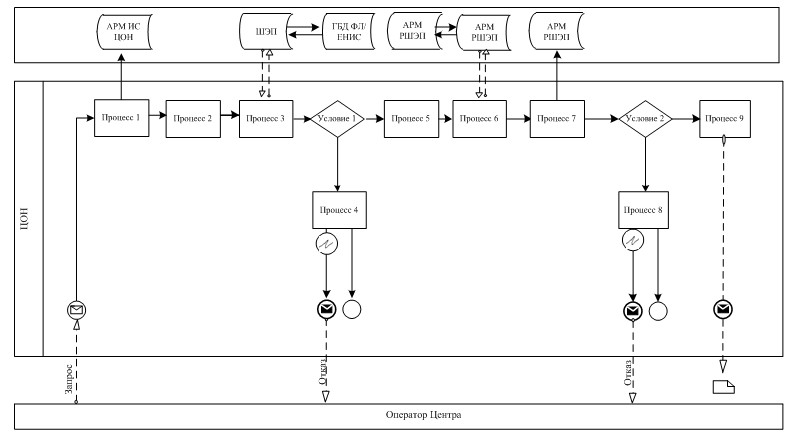 АРМ ИС
ЦОН
ШЭП
ГБД ФЛ/
ЕНИС
АРМ
РШЭП
АРМ
РШЭП
АРМ
РШЭП
ЦОН
Процесс 1
Процесс 2
Процесс 3
Условие 1
Процесс 5
Процесс 6
Процесс 7
Условие 2
Процесс 9
Процесс 4
Процесс 8
Запрос
Отказ
Отказ
Оператор Центра